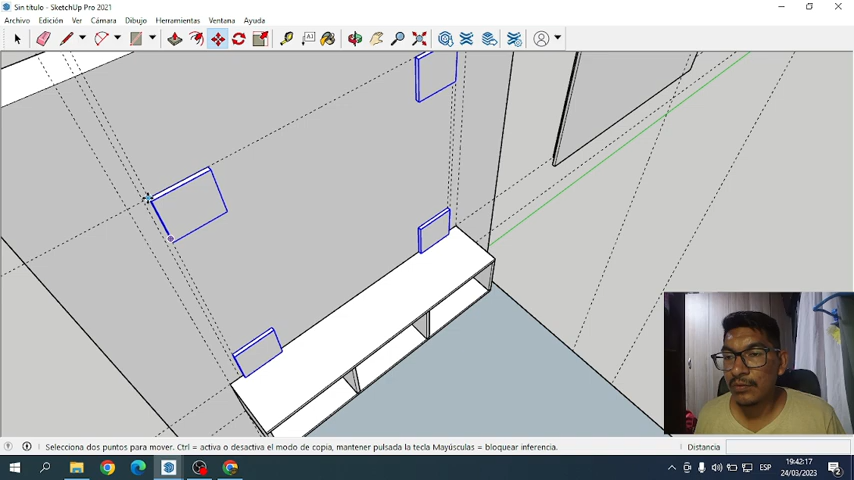 Sin título - SketchUp Pro 2021
Archivo Edición Ver Cámara Dibujo Herramientas Ventana Ayuda
Selecciona dos puntos para mover. Ctrl = activa o desactiva el modo de copia, mantener pulsada la tecla Mayúsculas = bloquear inferencia.
Distancia
ESP
19:42:17
24/03/2023
2